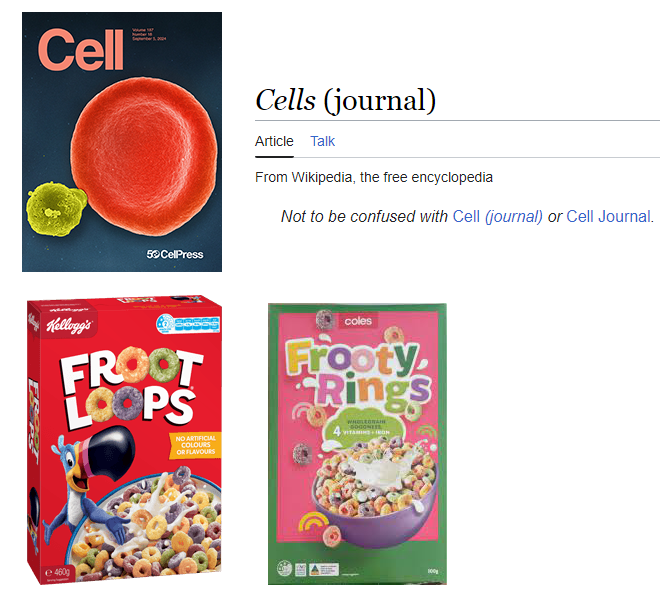 Cell
Volume 187
Number 18
September 5, 2024
50 CellPress
Cells (journal)
Article Talk
From Wikipedia, the free encyclopedia
Not to be confused with Cell (journal) or Cell Journal.
Kellogg's
FROOT
LOOPS
NO ARTIFICIAL
COLOURS
OR FLAVOURS
460g
coles
Frooty
Rings
WHOLEGRAIN
GOODNESS
4 VITAMINS + IRON
500g